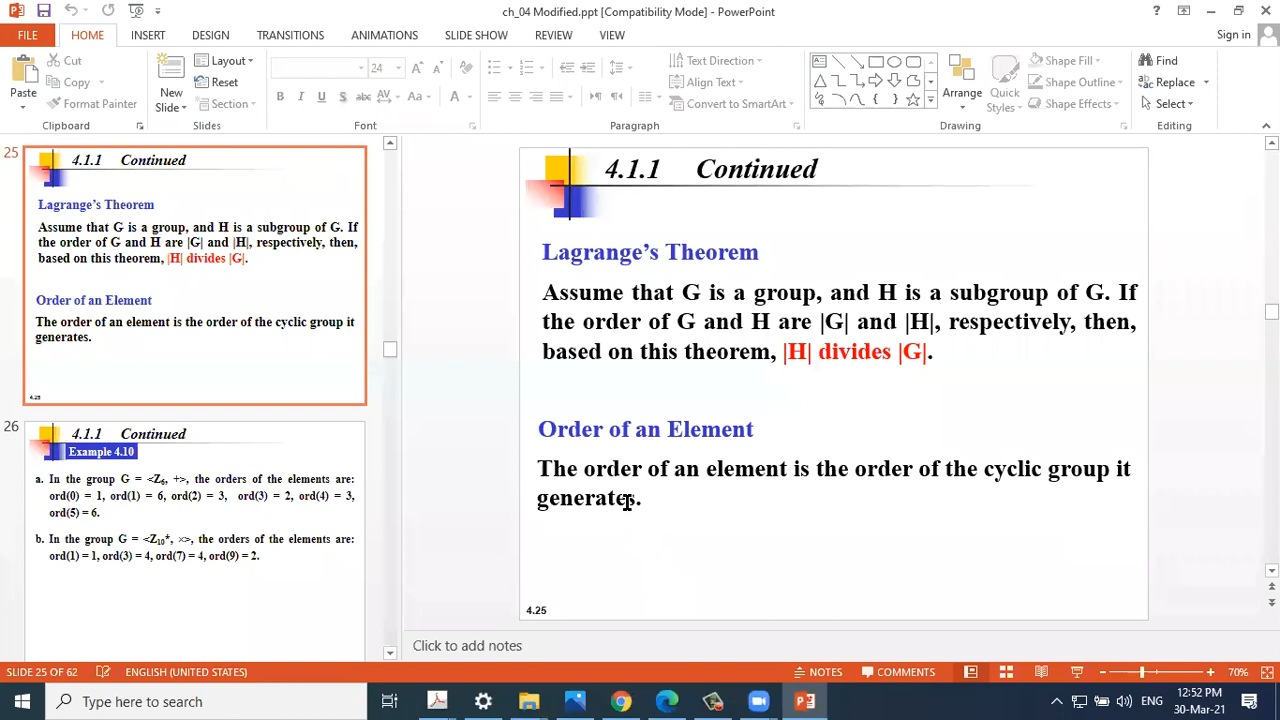 ch_04 Modified.ppt [Compatibility Mode] - PowerPoint
FILE HOME INSERT DESIGN TRANSITIONS ANIMATIONS SLIDE SHOW REVIEW VIEW Sign in
Paste
Cut
Copy
Format Painter
Clipboard
New
Slide
Layout
Reset
Section
Slides
24
B I U S abc AV Aa A
Font
Text Direction
Align Text
Convert to SmartArt
Paragraph
Arrange
Quick
Styles
Shape Fill
Shape Outline
Shape Effects
Drawing
Find
Replace
Select
Editing
25
4.1.1 Continued
Lagrange's Theorem
Assume that G is a group, and H is a subgroup of G. If
the order of G and H are |G| and |H|, respectively, then,
based on this theorem, |H| divides |G|.
Order of an Element
The order of an element is the order of the cyclic group it
generates.
4.25
26
4.1.1 Continued
Example 4.10
a. In the group G = <Z6, +>, the orders of the elements are:
ord(0) = 1, ord(1) = 6, ord(2) = 3, ord(3) = 2, ord(4) = 3,
ord(5) = 6.
b. In the group G = <Z10*, ×>, the orders of the elements are:
ord(1) = 1, ord(3) = 4, ord(7) = 4, ord(9) = 2.
4.1.1 Continued
Lagrange's Theorem
Assume that G is a group, and H is a subgroup of G. If
the order of G and H are |G| and |H|, respectively, then,
based on this theorem, |H| divides |G|.
Order of an Element
The order of an element is the order of the cyclic group it
generates.
4.25
Click to add notes
SLIDE 25 OF 62 ENGLISH (UNITED STATES) NOTES COMMENTS 70%
Type here to search
ENG
12:52 PM
30-Mar-21